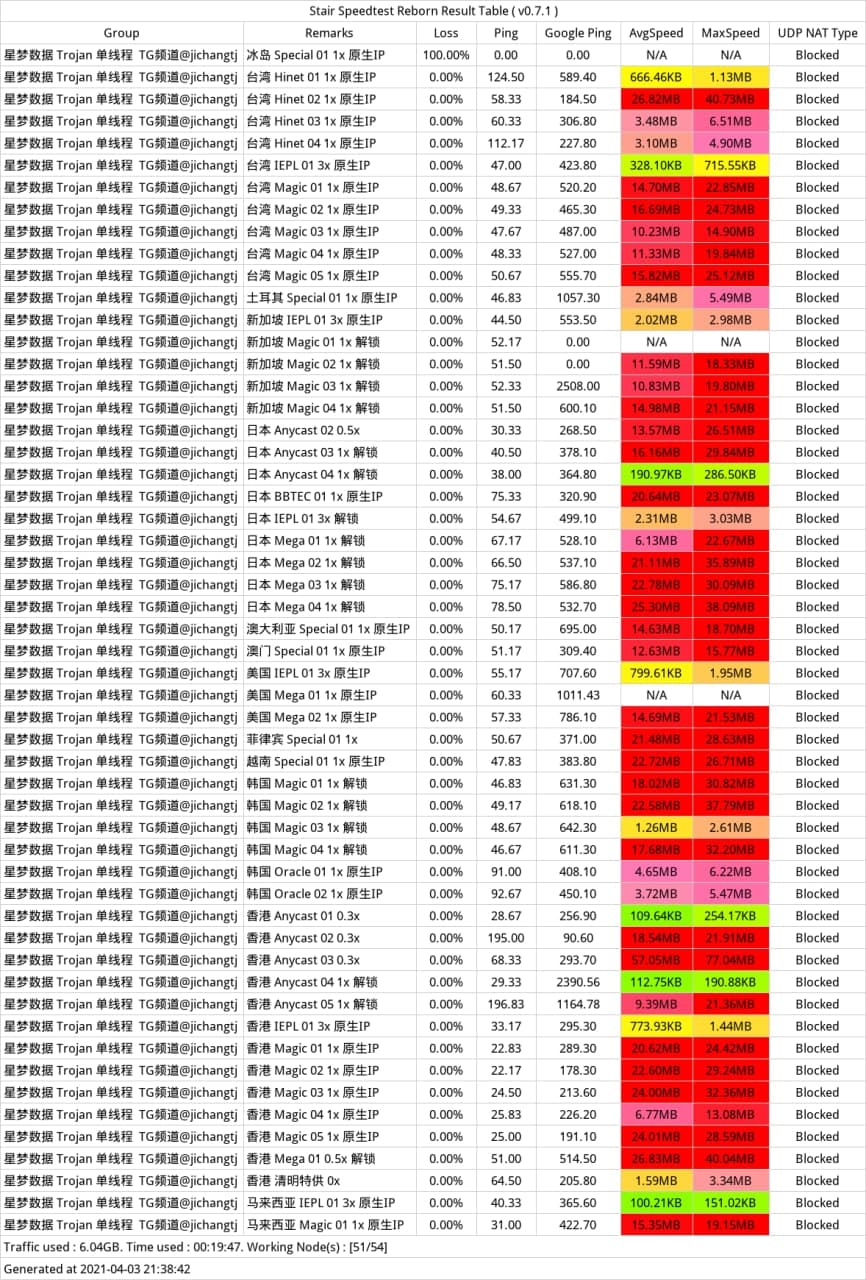 Stair Speedtest Reborn Result Table ( v0.7.1 )
Group Remarks Loss Ping Google Ping AvgSpeed MaxSpeed UDP NAT Type
星梦数据 Trojan 单线程 TG频道@jichangtj 冰岛 Special 01 1x 原生IP 100.00% 0.00 0.00 N/A N/A Blocked
星梦数据 Trojan 单线程 TG频道@jichangtj 台湾 Hinet 01 1x 原生IP 0.00% 124.50 589.40 666.46KB 1.13MB Blocked
星梦数据 Trojan 单线程 TG频道@jichangtj 台湾 Hinet 02 1x 原生IP 0.00% 58.33 184.50 26.82MB 40.73MB Blocked
星梦数据 Trojan 单线程 TG频道@jichangtj 台湾 Hinet 03 1x 原生IP 0.00% 60.33 306.80 3.48MB 6.51MB Blocked
星梦数据 Trojan 单线程 TG频道@jichangtj 台湾 Hinet 04 1x 原生IP 0.00% 112.17 227.80 3.10MB 4.90MB Blocked
星梦数据 Trojan 单线程 TG频道@jichangtj 台湾 IEPL 01 3x 原生IP 0.00% 47.00 423.80 328.10KB 715.55KB Blocked
星梦数据 Trojan 单线程 TG频道@jichangtj 台湾 Magic 01 1x 原生IP 0.00% 48.67 520.20 14.70MB 22.85MB Blocked
星梦数据 Trojan 单线程 TG频道@jichangtj 台湾 Magic 02 1x 原生IP 0.00% 49.33 465.30 16.69MB 24.73MB Blocked
星梦数据 Trojan 单线程 TG频道@jichangtj 台湾 Magic 03 1x 原生IP 0.00% 47.67 487.00 10.23MB 14.90MB Blocked
星梦数据 Trojan 单线程 TG频道@jichangtj 台湾 Magic 04 1x 原生IP 0.00% 48.33 527.00 11.33MB 19.84MB Blocked
星梦数据 Trojan 单线程 TG频道@jichangtj 台湾 Magic 05 1x 原生IP 0.00% 50.67 555.70 15.82MB 25.12MB Blocked
星梦数据 Trojan 单线程 TG频道@jichangtj 土耳其 Special 01 1x 原生IP 0.00% 46.83 1057.30 2.84MB 5.49MB Blocked
星梦数据 Trojan 单线程 TG频道@jichangtj 新加坡 IEPL 01 3x 原生IP 0.00% 44.50 553.50 2.02MB 2.98MB Blocked
星梦数据 Trojan 单线程 TG频道@jichangtj 新加坡 Magic 01 1x 解锁 0.00% 52.17 0.00 N/A N/A Blocked
星梦数据 Trojan 单线程 TG频道@jichangtj 新加坡 Magic 02 1x 解锁 0.00% 51.50 0.00 11.59MB 18.33MB Blocked
星梦数据 Trojan 单线程 TG频道@jichangtj 新加坡 Magic 03 1x 解锁 0.00% 52.33 2508.00 10.83MB 19.80MB Blocked
星梦数据 Trojan 单线程 TG频道@jichangtj 新加坡 Magic 04 1x 解锁 0.00% 51.50 600.10 14.98MB 21.15MB Blocked
星梦数据 Trojan 单线程 TG频道@jichangtj 日本 Anycast 02 0.5x 0.00% 30.33 268.50 13.57MB 26.51MB Blocked
星梦数据 Trojan 单线程 TG频道@jichangtj 日本 Anycast 03 1x 解锁 0.00% 40.50 378.10 16.16MB 29.84MB Blocked
星梦数据 Trojan 单线程 TG频道@jichangtj 日本 Anycast 04 1x 解锁 0.00% 38.00 364.80 190.97KB 286.50KB Blocked
星梦数据 Trojan 单线程 TG频道@jichangtj 日本 BBTEC 01 1x 原生IP 0.00% 75.33 320.90 20.64MB 23.07MB Blocked
星梦数据 Trojan 单线程 TG频道@jichangtj 日本 IEPL 01 3x 解锁 0.00% 54.67 499.10 2.31MB 3.03MB Blocked
星梦数据 Trojan 单线程 TG频道@jichangtj 日本 Mega 01 1x 解锁 0.00% 67.17 528.10 6.13MB 22.67MB Blocked
星梦数据 Trojan 单线程 TG频道@jichangtj 日本 Mega 02 1x 解锁 0.00% 66.50 537.10 21.11MB 35.89MB Blocked
星梦数据 Trojan 单线程 TG频道@jichangtj 日本 Mega 03 1x 解锁 0.00% 75.17 586.80 22.78MB 30.09MB Blocked
星梦数据 Trojan 单线程 TG频道@jichangtj 日本 Mega 04 1x 解锁 0.00% 78.50 532.70 25.30MB 38.09MB Blocked
星梦数据 Trojan 单线程 TG频道@jichangtj 澳大利亚 Special 01 1x 原生IP 0.00% 50.17 695.00 14.63MB 18.70MB Blocked
星梦数据 Trojan 单线程 TG频道@jichangtj 澳门 Special 01 1x 原生IP 0.00% 51.17 309.40 12.63MB 15.77MB Blocked
星梦数据 Trojan 单线程 TG频道@jichangtj 美国 IEPL 01 3x 原生IP 0.00% 55.17 707.60 799.61KB 1.95MB Blocked
星梦数据 Trojan 单线程 TG频道@jichangtj 美国 Mega 01 1x 原生IP 0.00% 60.33 1011.43 N/A N/A Blocked
星梦数据 Trojan 单线程 TG频道@jichangtj 美国 Mega 02 1x 原生IP 0.00% 57.33 786.10 14.69MB 21.53MB Blocked
星梦数据 Trojan 单线程 TG频道@jichangtj 菲律宾 Special 01 1x 0.00% 50.67 371.00 21.48MB 28.63MB Blocked
星梦数据 Trojan 单线程 TG频道@jichangtj 越南 Special 01 1x 原生IP 0.00% 47.83 383.80 22.72MB 26.71MB Blocked
星梦数据 Trojan 单线程 TG频道@jichangtj 韩国 Magic 01 1x 解锁 0.00% 46.83 631.30 18.02MB 30.82MB Blocked
星梦数据 Trojan 单线程 TG频道@jichangtj 韩国 Magic 02 1x 解锁 0.00% 49.17 618.10 22.58MB 37.79MB Blocked
星梦数据 Trojan 单线程 TG频道@jichangtj 韩国 Magic 03 1x 解锁 0.00% 48.67 642.30 1.26MB 2.61MB Blocked
星梦数据 Trojan 单线程 TG频道@jichangtj 韩国 Magic 04 1x 解锁 0.00% 46.67 611.30 17.68MB 32.20MB Blocked
星梦数据 Trojan 单线程 TG频道@jichangtj 韩国 Oracle 01 1x 原生IP 0.00% 91.00 408.10 4.65MB 6.22MB Blocked
星梦数据 Trojan 单线程 TG频道@jichangtj 韩国 Oracle 02 1x 原生IP 0.00% 92.67 450.10 3.72MB 5.47MB Blocked
星梦数据 Trojan 单线程 TG频道@jichangtj 香港 Anycast 01 0.3x 0.00% 28.67 256.90 109.64KB 254.17KB Blocked
星梦数据 Trojan 单线程 TG频道@jichangtj 香港 Anycast 02 0.3x 0.00% 195.00 90.60 18.54MB 21.91MB Blocked
星梦数据 Trojan 单线程 TG频道@jichangtj 香港 Anycast 03 0.3x 0.00% 68.33 293.70 57.05MB 77.04MB Blocked
星梦数据 Trojan 单线程 TG频道@jichangtj 香港 Anycast 04 1x 解锁 0.00% 29.33 2390.56 112.75KB 190.88KB Blocked
星梦数据 Trojan 单线程 TG频道@jichangtj 香港 Anycast 05 1x 解锁 0.00% 196.83 1164.78 9.39MB 21.36MB Blocked
星梦数据 Trojan 单线程 TG频道@jichangtj 香港 IEPL 01 3x 原生IP 0.00% 33.17 295.30 773.93KB 1.44MB Blocked
星梦数据 Trojan 单线程 TG频道@jichangtj 香港 Magic 01 1x 原生IP 0.00% 22.83 289.30 20.62MB 24.42MB Blocked
星梦数据 Trojan 单线程 TG频道@jichangtj 香港 Magic 02 1x 原生IP 0.00% 22.17 178.30 22.60MB 29.24MB Blocked
星梦数据 Trojan 单线程 TG频道@jichangtj 香港 Magic 03 1x 原生IP 0.00% 24.50 213.60 24.00MB 32.36MB Blocked
星梦数据 Trojan 单线程 TG频道@jichangtj 香港 Magic 04 1x 原生IP 0.00% 25.83 226.20 6.77MB 13.08MB Blocked
星梦数据 Trojan 单线程 TG频道@jichangtj 香港 Magic 05 1x 原生IP 0.00% 25.00 191.10 24.01MB 28.59MB Blocked
星梦数据 Trojan 单线程 TG频道@jichangtj 香港 Mega 01 0.5x 解锁 0.00% 51.00 514.50 26.83MB 40.04MB Blocked
星梦数据 Trojan 单线程 TG频道@jichangtj 香港 清明特供 0x 0.00% 64.50 205.80 1.59MB 3.34MB Blocked
星梦数据 Trojan 单线程 TG频道@jichangtj 马来西亚 IEPL 01 3x 原生IP 0.00% 40.33 365.60 100.21KB 151.02KB Blocked
星梦数据 Trojan 单线程 TG频道@jichangtj 马来西亚 Magic 01 1x 原生IP 0.00% 31.00 422.70 15.35MB 19.15MB Blocked
Traffic used : 6.04GB. Time used : 00:19:47. Working Node(s) : [51/54]
Generated at 2021-04-03 21:38:42